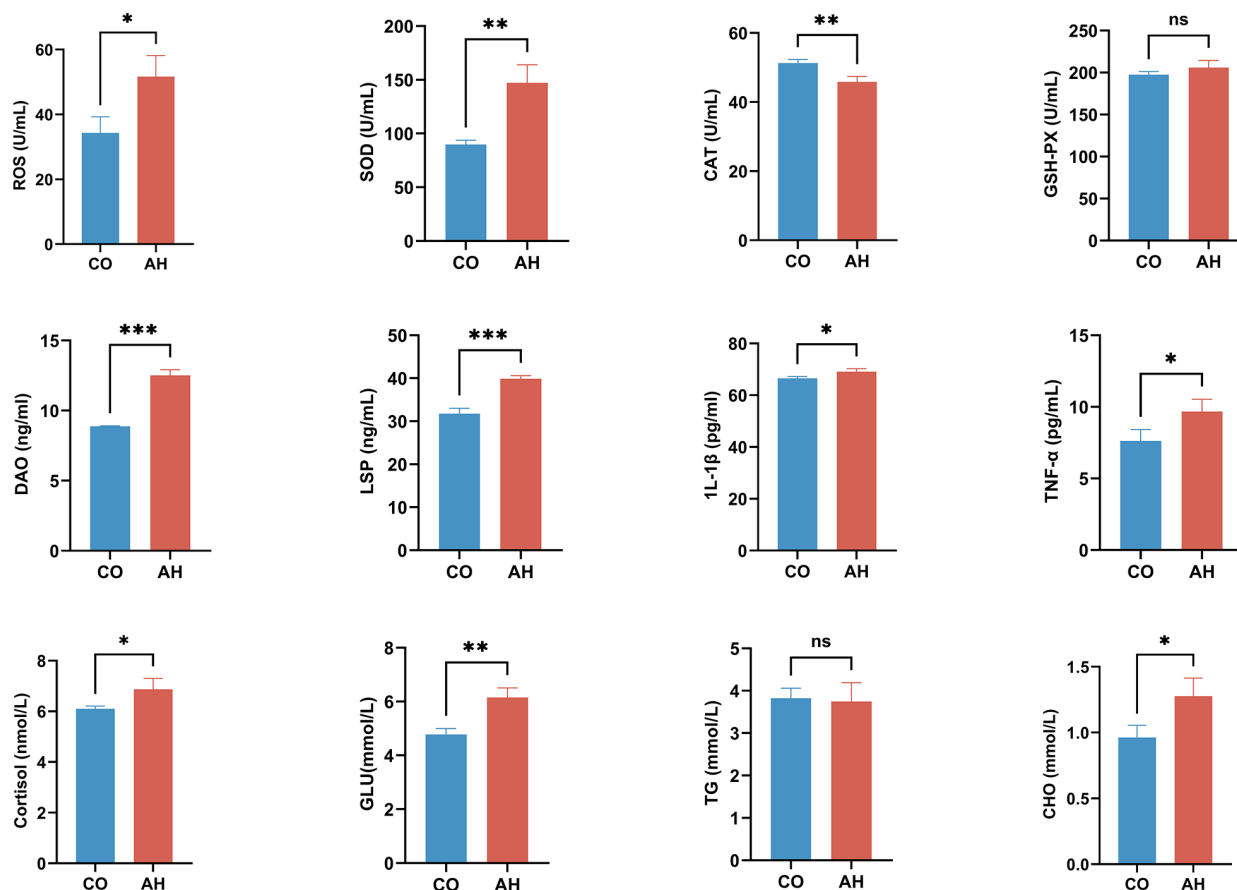 *
ROS (U/mL)
60
40
20
0
CO AH
**
SOD (U/mL)
200
150
100
50
0
CO AH
**
CAT (U/mL)
60
40
20
0
CO AH
ns
GSH-PX (U/mL)
250
200
150
100
50
0
CO AH
***
DAO (ng/ml)
15
10
5
0
CO AH
***
LSP (ng/mL)
50
40
30
20
10
0
CO AH
*
1L-1β (pg/ml)
80
60
40
20
0
CO AH
*
TNF-α (pg/mL)
15
10
5
0
CO AH
*
Cortisol (nmol/L)
8
6
4
2
0
CO AH
**
GLU(mmol/L)
8
6
4
2
0
CO AH
ns
TG (mmol/L)
5
4
3
2
1
0
CO AH
*
CHO (mmol/L)
1.5
1.0
0.5
0.0
CO AH